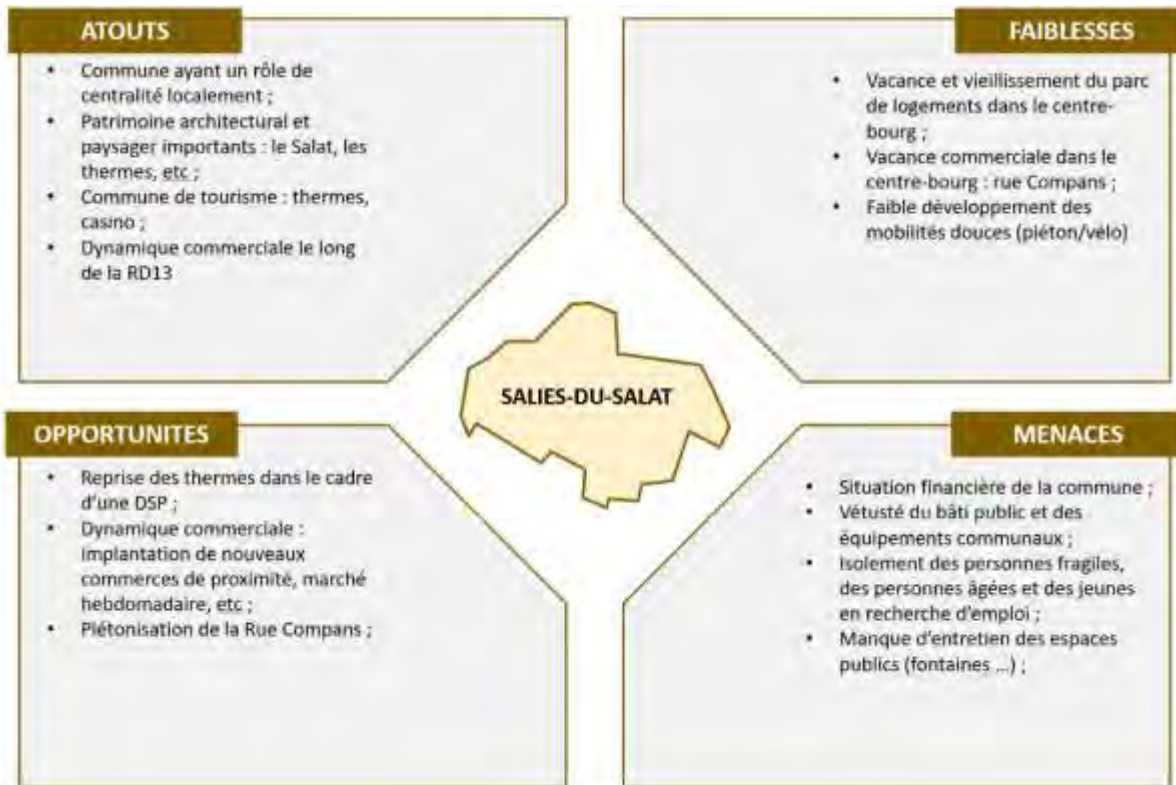 ATOUTS
• Commune ayant un rôle de
centralité localement ;
• Patrimoine architectural et
paysager importants : le Salat, les
thermes, etc ;
• Commune de tourisme : thermes,
casino ;
• Dynamique commerciale le long
de la RD13
FAIBLESSES
• Vacance et vieillissement du parc
de logements dans le centre-
bourg ;
• Vacance commerciale dans le
centre-bourg : rue Compans ;
• Faible développement des
mobilités douces (piéton/vélo)
SALIES-DU-SALAT
OPPORTUNITES
• Reprise des thermes dans le cadre
d'une DSP ;
• Dynamique commerciale :
implantation de nouveaux
commerces de proximité, marché
hebdomadaire, etc ;
• Piétonisation de la Rue Compans ;
MENACES
• Situation financière de la commune ;
• Vétusté du bâti public et des
équipements communaux ;
• Isolement des personnes fragiles,
des personnes âgées et des jeunes
en recherche d'emploi ;
• Manque d'entretien des espaces
publics (fontaines ...) ;